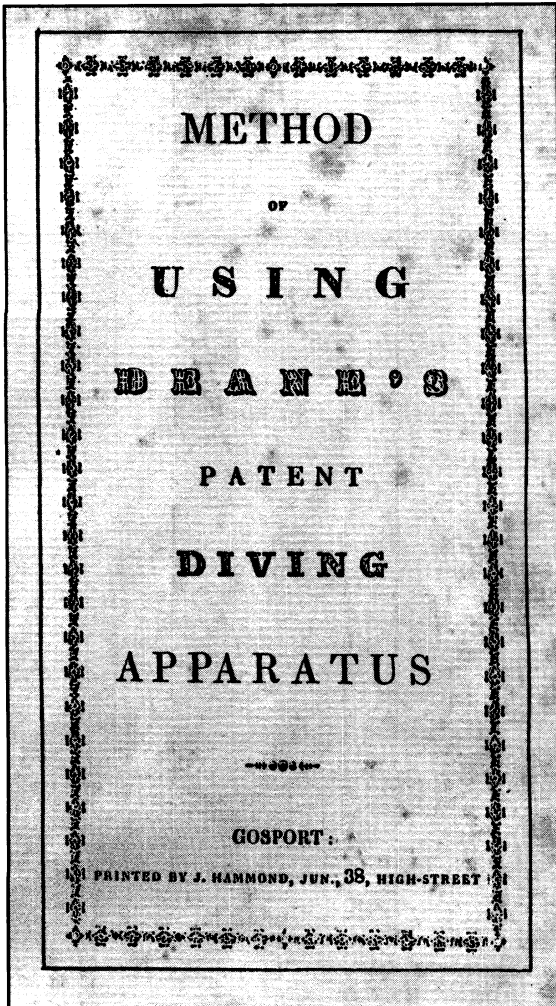 METHOD
OF
USING
DEANE'S
PATENT
DIVING
APPARATUS
GOSPORT:
PRINTED BY J. HAMMOND, JUN., 38, HIGH-STREET